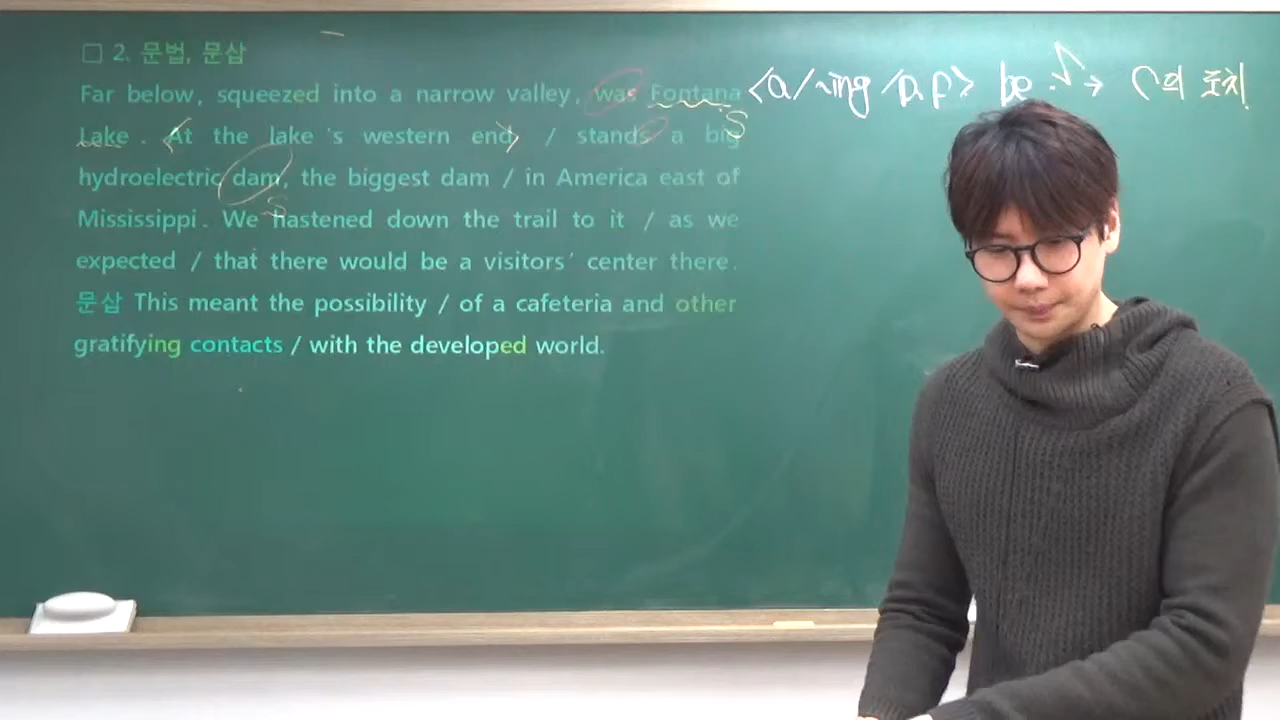 □ 2. 문법, 문삽
Far below, squeezed into a narrow valley, was Fontana
Lake. <At the lake's western end> / stands a big
hydroelectric dam, the biggest dam / in America east of
Mississippi. We hastened down the trail to it / as we
expected / that there would be a visitors' center there.
문삽 This meant the possibility / of a cafeteria and other
gratifying contacts / with the developed world.
<a/~ing/p.p> be S → C의 도치
S
S